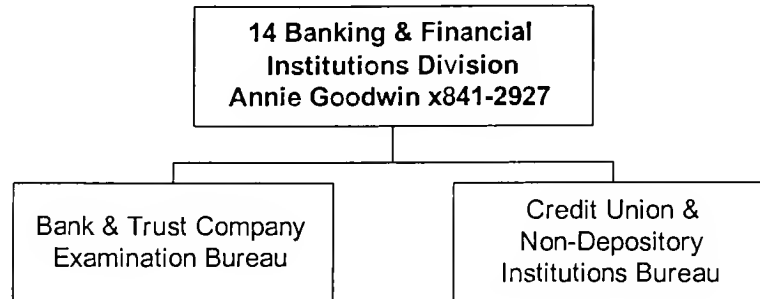 14 Banking & Financial
Institutions Division
Annie Goodwin x841-2927
Bank & Trust Company
Examination Bureau
Credit Union &
Non-Depository
Institutions Bureau